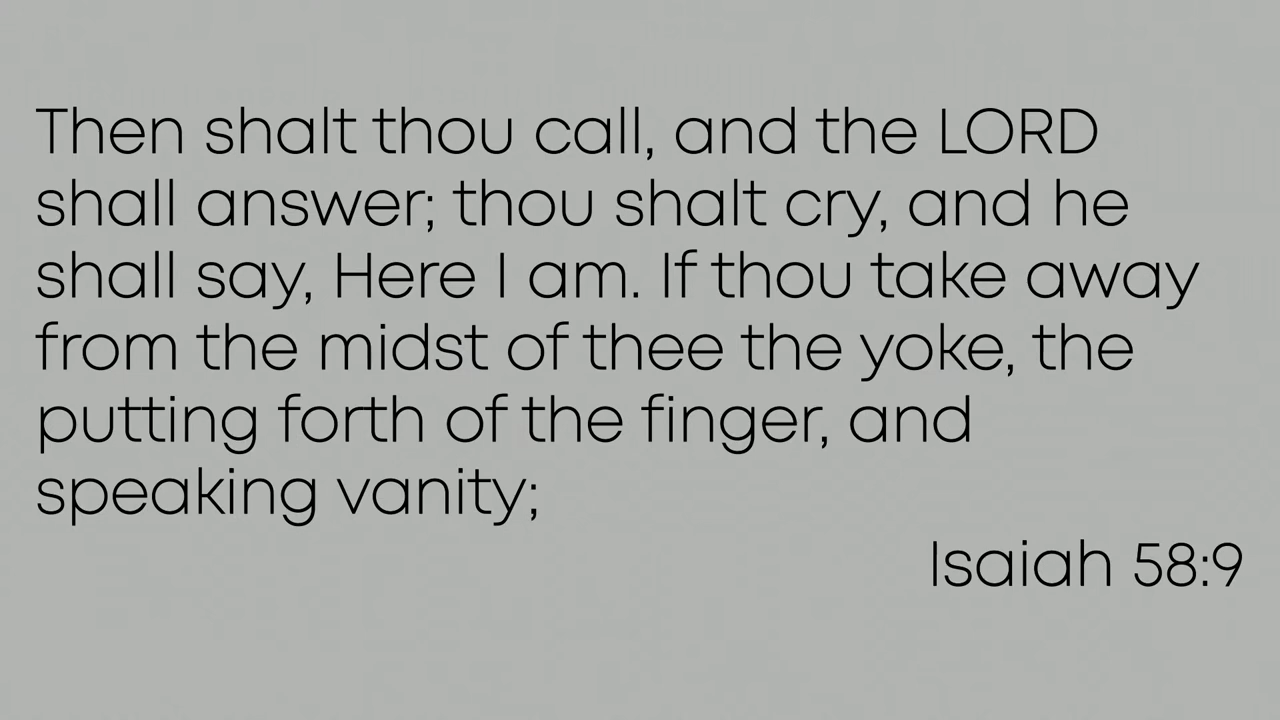 Then shalt thou call, and the LORD
shall answer; thou shalt cry, and he
shall say, Here I am. If thou take away
from the midst of thee the yoke, the
putting forth of the finger, and
speaking vanity;
Isaiah 58:9